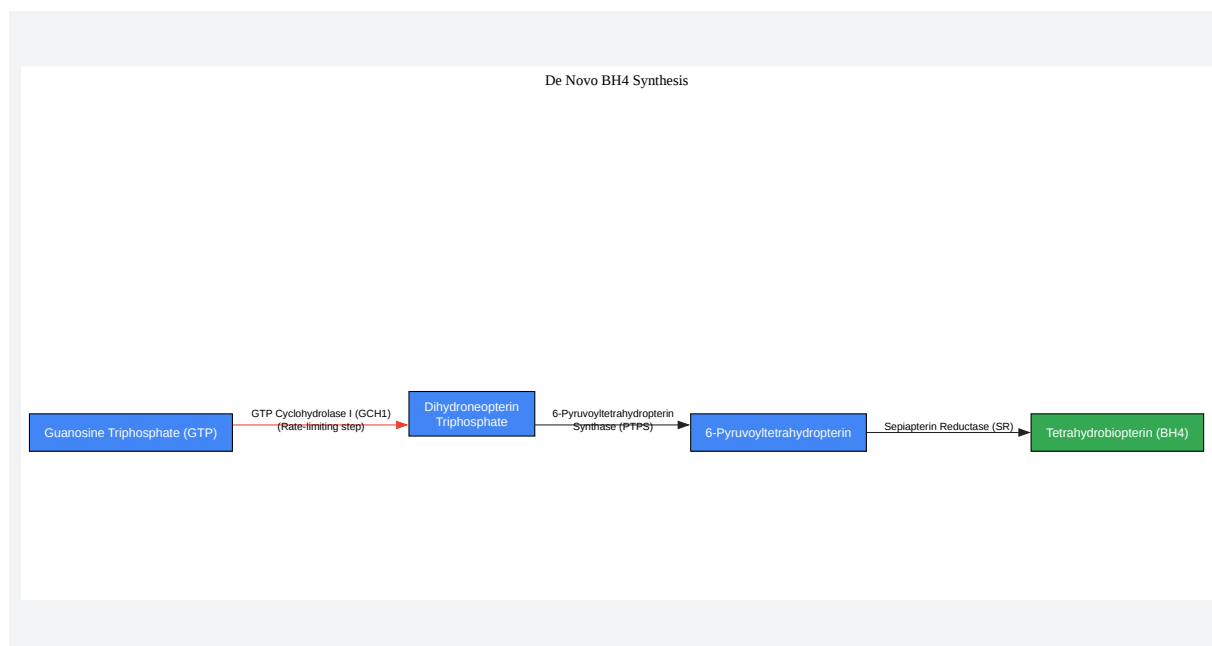 De Novo BH4 Synthesis
Guanosine Triphosphate (GTP)
GTP Cyclohydrolase I (GCH1)
(Rate-limiting step)
Dihydroneopterin
Triphosphate
6-Pyruvoyltetrahydropterin
Synthase (PTPS)
6-Pyruvoyltetrahydropterin
Sepiapterin Reductase (SR)
Tetrahydrobiopterin (BH4)